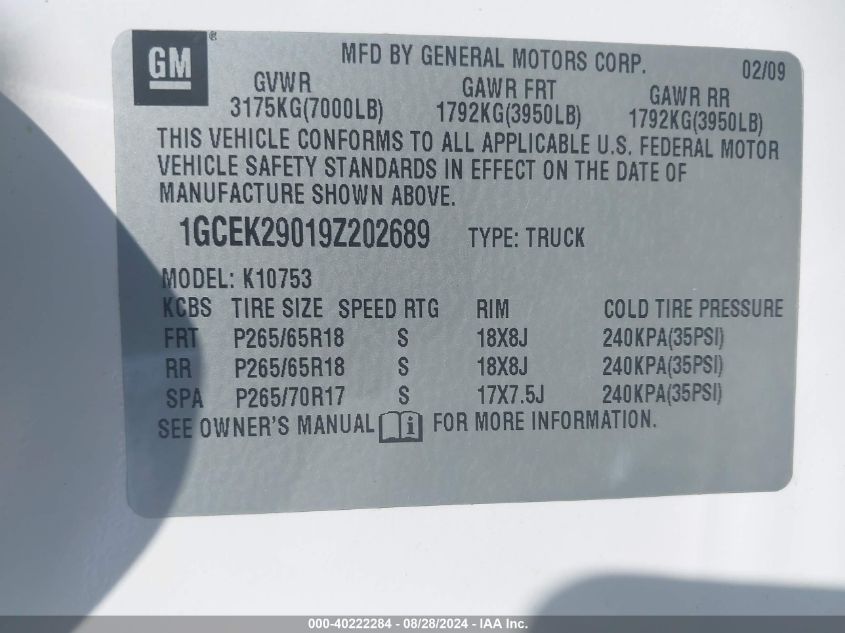 GM ® MFD BY GENERAL MOTORS CORP. 02/09
GVWR GAWR FRT GAWR RR
3175KG(7000LB) 1792KG(3950LB) 1792KG(3950LB)
THIS VEHICLE CONFORMS TO ALL APPLICABLE U.S. FEDERAL MOTOR
VEHICLE SAFETY STANDARDS IN EFFECT ON THE DATE OF
MANUFACTURE SHOWN ABOVE.
1GCEK29019Z202689 TYPE: TRUCK
MODEL: K10753
KCBS TIRE SIZE SPEED RTG RIM COLD TIRE PRESSURE
FRT P265/65R18 S 18X8J 240KPA(35PSI)
RR P265/65R18 S 18X8J 240KPA(35PSI)
SPA P265/70R17 S 17X7.5J 240KPA(35PSI)
SEE OWNER'S MANUAL i FOR MORE INFORMATION.
000-40222284 - 08/28/2024 - IAA Inc.